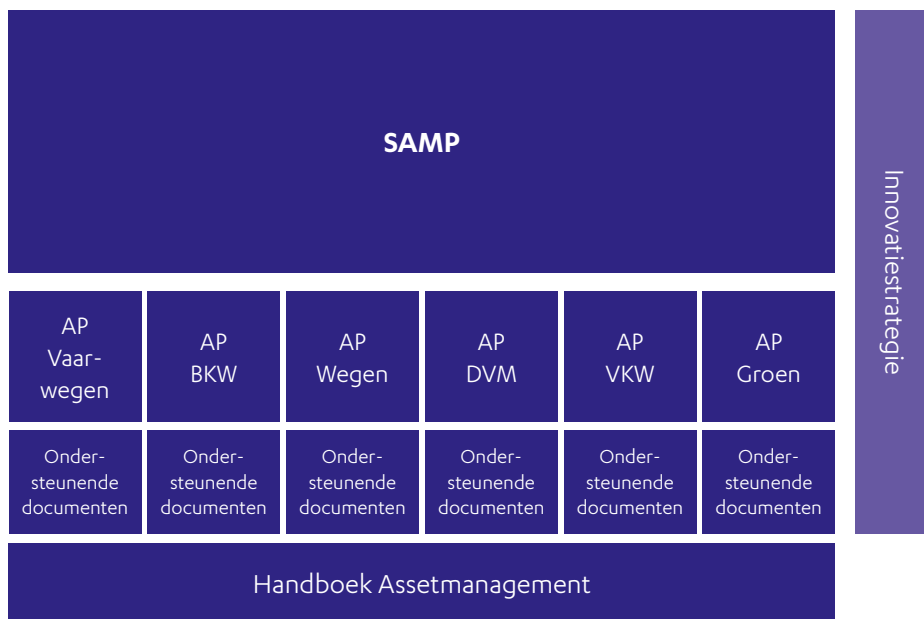 SAMP
Innovatiestrategie
AP
Vaar-
wegen
AP
BKW
AP
Wegen
AP
DVM
AP
VKW
AP
Groen
Onder-
steunende
documenten
Onder-
steunende
documenten
Onder-
steunende
documenten
Onder-
steunende
documenten
Onder-
steunende
documenten
Onder-
steunende
documenten
Handboek Assetmanagement